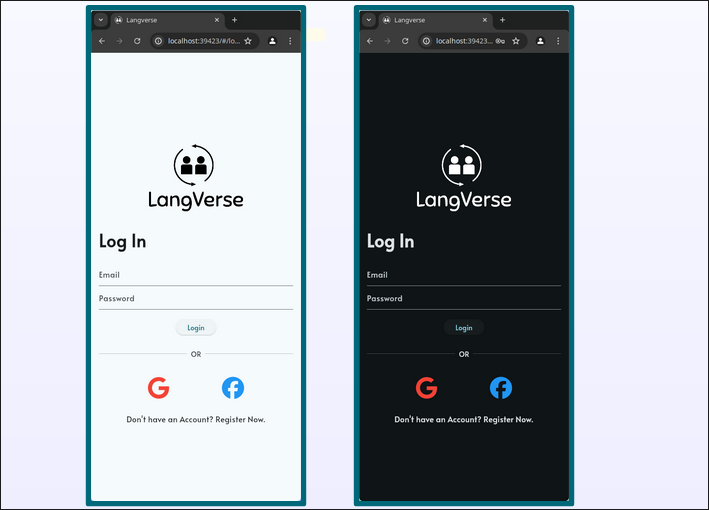 Langverse
localhost:39423/#/lo...
LangVerse
Log In
Email
Password
Login
OR
Don't have an Account? Register Now.
Langverse
localhost:39423...
LangVerse
Log In
Email
Password
Login
OR
Don't have an Account? Register Now.